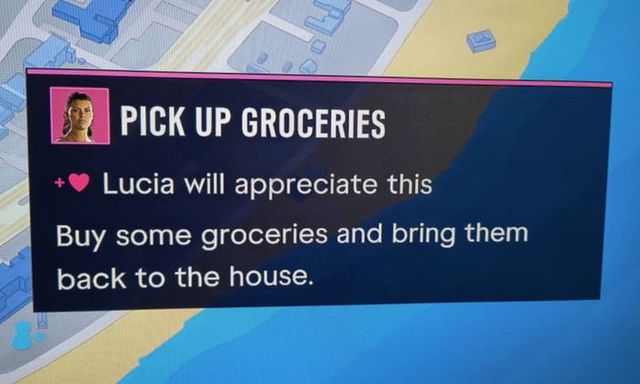 PICK UP GROCERIES
+♥ Lucia will appreciate this
Buy some groceries and bring them
back to the house.